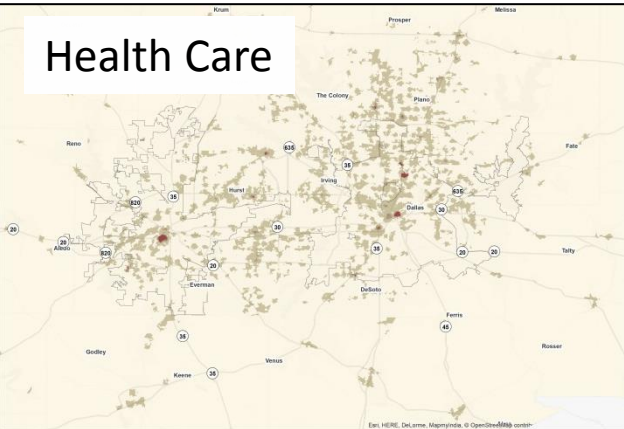 Krum
Melissa
Prosper
Health Care
The Colony
Plano
Reno
635
Fate
35
Irving
Hurst
35
635
820
Dallas
30
20
30
20
Aledo
820
35
20
20
Talty
20
Everman
DeSoto
Ferris
45
35
Rosser
Godley
Venus
Keene
35
Esri, HERE, DeLorme, MapmyIndia, © OpenStreetMap contri-